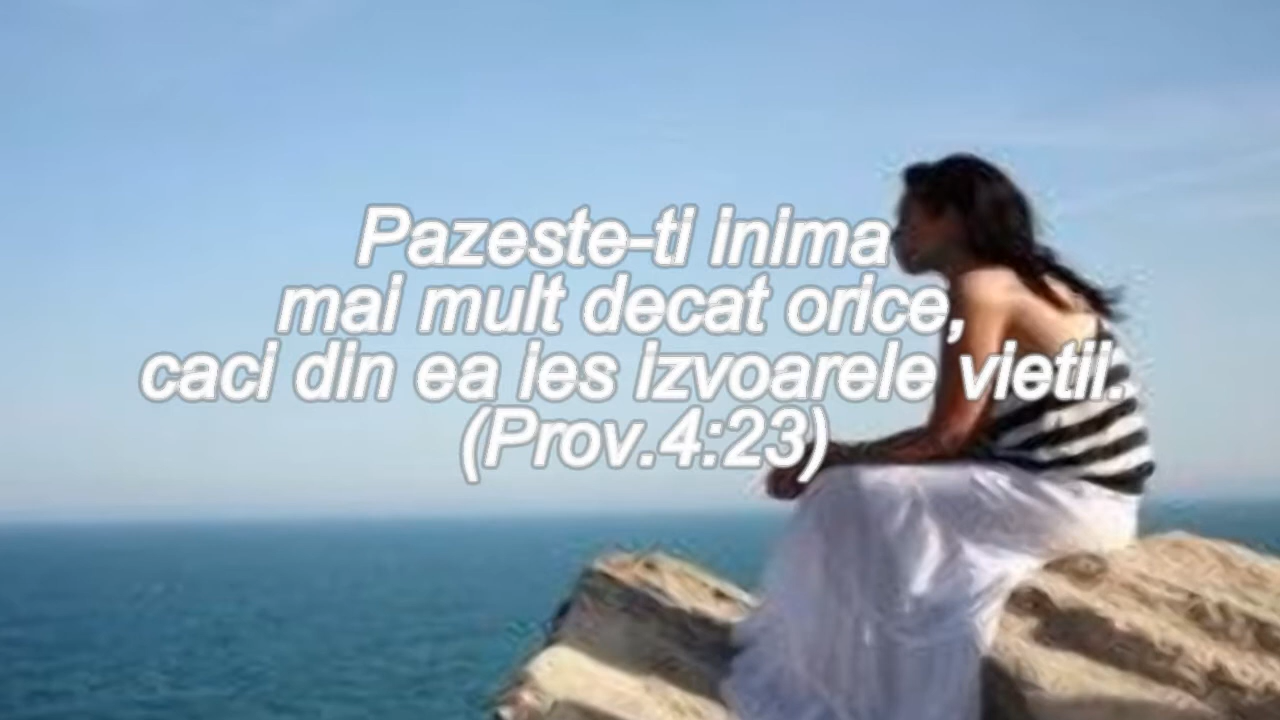 Pazeste-ti inima
mai mult decat orice,
caci din ea ies izvoarele vietii.
(Prov.4:23)